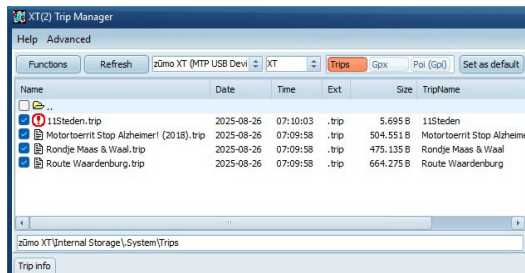 XT(2) Trip Manager
Help Advanced
Functions Refresh zūmo XT (MTP USB Devi XT Trips Gpx Poi (Gpi) Set as default
Name Date Time Ext Size TripName
..
11Steden.trip 2025-08-26 07:10:03 .trip 5.695 B 11Steden
Motortoerrit Stop Alzheimer! (2018).trip 2025-08-26 07:09:58 .trip 504.551 B Motortoerrit Stop Alzheime
Rondje Maas & Waal.trip 2025-08-26 07:09:58 .trip 475.135 B Rondje Maas & Waal
Route Waardenburg.trip 2025-08-26 07:09:58 .trip 664.275 B Route Waardenburg
zūmo XT\Internal Storage\.System\Trips
Trip info